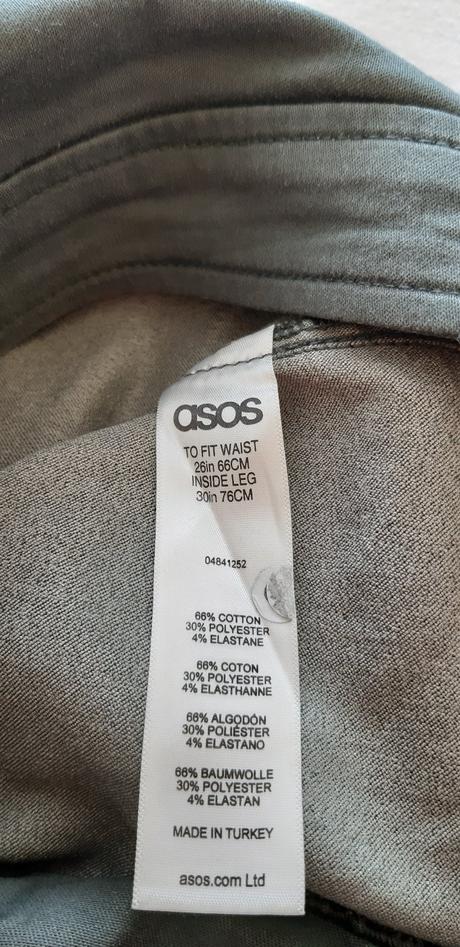 asos
TO FIT WAIST
26in 66CM
INSIDE LEG
30in 76CM
04841252
66% COTTON
30% POLYESTER
4% ELASTANE
66% COTON
30% POLYESTER
4% ELASTHANNE
66% ALGODÓN
30% POLIÉSTER
4% ELASTANO
66% BAUMWOLLE
30% POLYESTER
4% ELASTAN
MADE IN TURKEY
asos.com Ltd